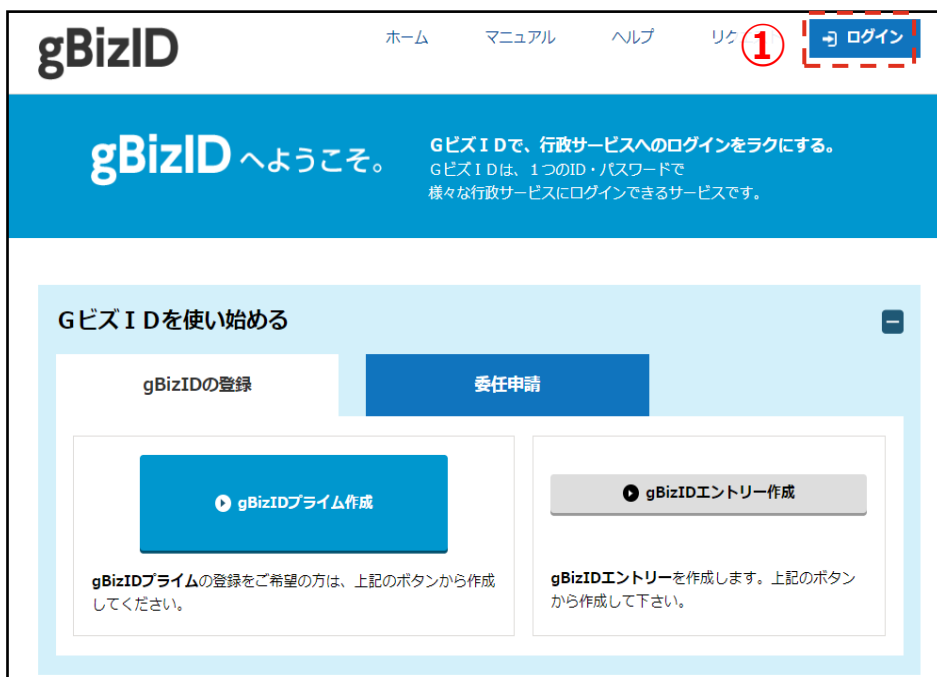 gBizID
ホーム マニュアル ヘルプ リク ① ログイン
gBizID へようこそ。
GビズIDで、行政サービスへのログインをラクにする。
GビズIDは、1つのID・パスワードで
様々な行政サービスにログインできるサービスです。
GビズIDを使い始める
gBizIDの登録
委任申請
gBizIDプライム作成
gBizIDプライムの登録をご希望の方は、上記のボタンから作成
してください。
gBizIDエントリー作成
gBizIDエントリーを作成します。上記のボタン
から作成して下さい。